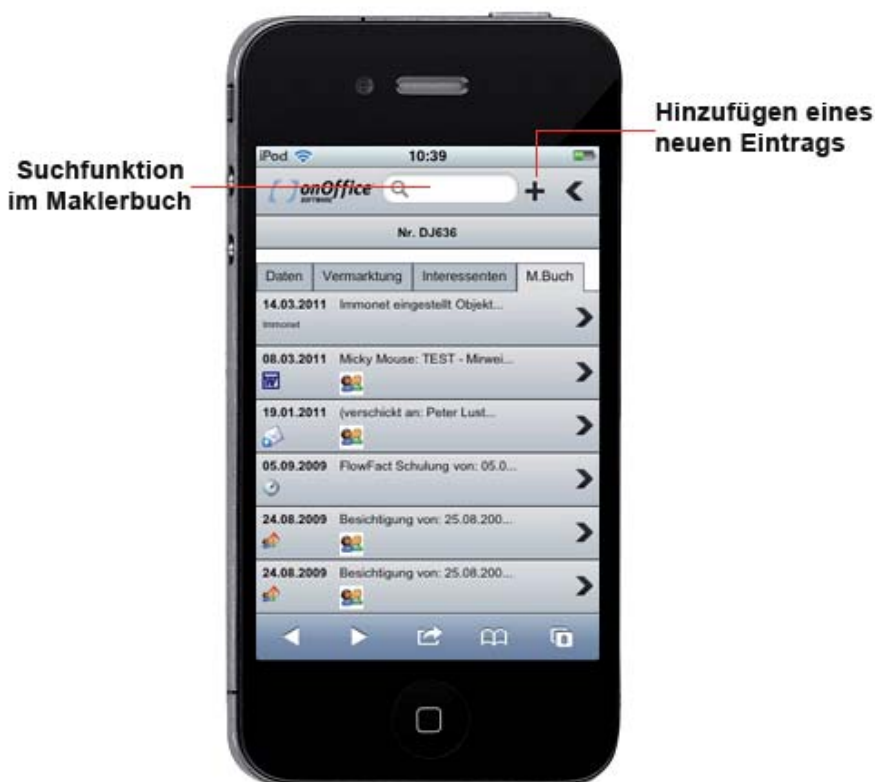 Hinzufügen eines
neuen Eintrags
Suchfunktion
im Maklerbuch
iPod 10:39
[ ] onOffice
SOFTWARE
Nr. DJ636
Daten Vermarktung Interessenten M.Buch
14.03.2011 Immonet eingestellt Objekt...
Immonet
08.03.2011 Micky Mouse: TEST - Mirwei...
19.01.2011 (verschickt an: Peter Lust...
05.09.2009 FlowFact Schulung von: 05.0...
24.08.2009 Besichtigung von: 25.08.200...
24.08.2009 Besichtigung von: 25.08.200...